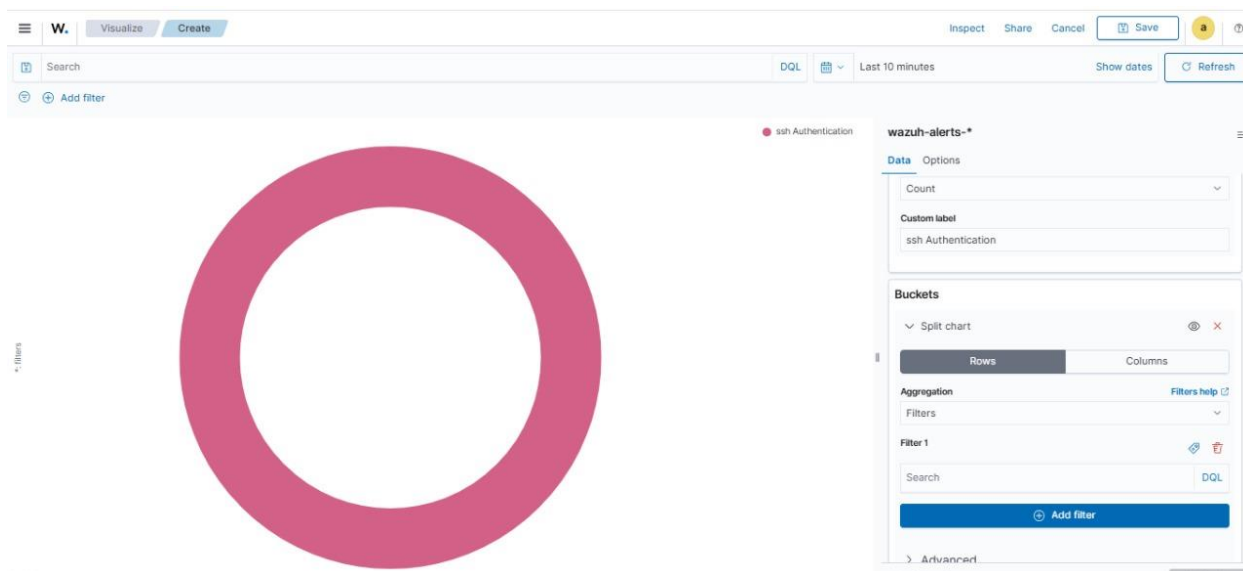 W.
Visualize
Create
Inspect
Share
Cancel
Save
a
Search
DQL
Last 10 minutes
Show dates
Refresh
Add filter
ssh Authentication
*: filters
wazuh-alerts-*
Data
Options
Count
Custom label
ssh Authentication
Buckets
Split chart
Rows
Columns
Aggregation
Filters help
Filters
Filter 1
Search
DQL
Add filter
Advanced